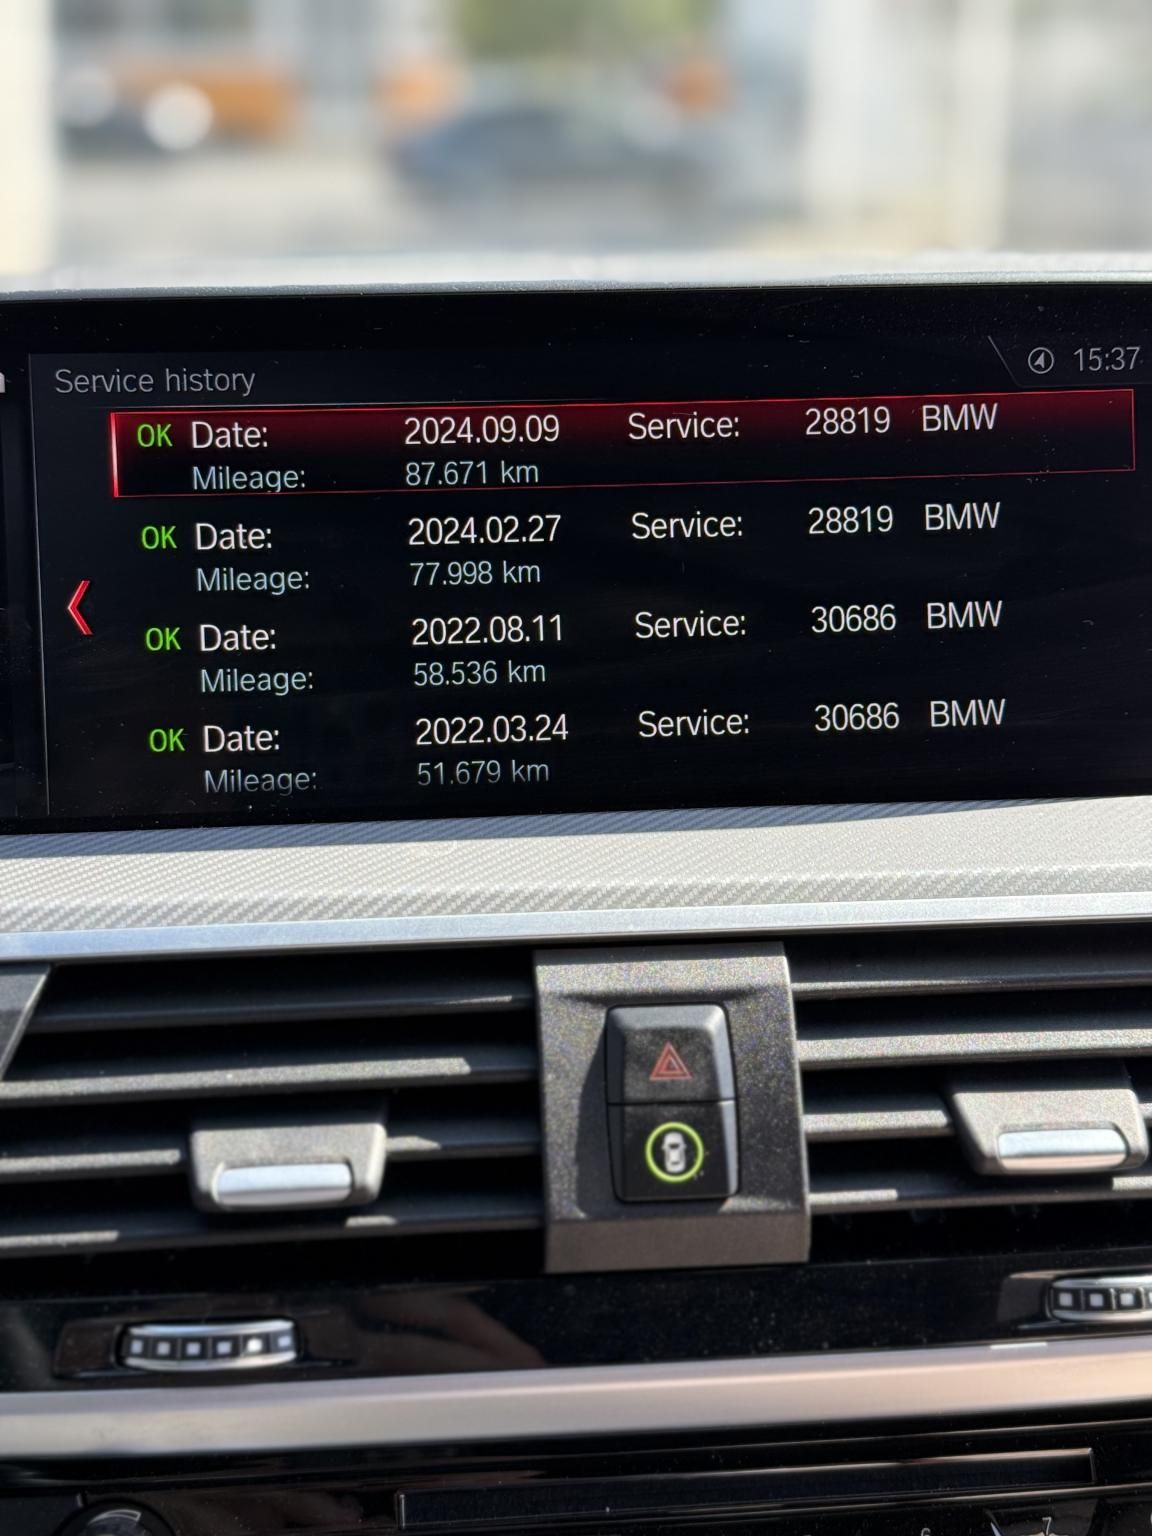 Service history 15:37
OK Date: 2024.09.09 Service: 28819 BMW
Mileage: 87.671 km
OK Date: 2024.02.27 Service: 28819 BMW
Mileage: 77.998 km
OK Date: 2022.08.11 Service: 30686 BMW
Mileage: 58.536 km
OK Date: 2022.03.24 Service: 30686 BMW
Mileage: 51.679 km
6 7